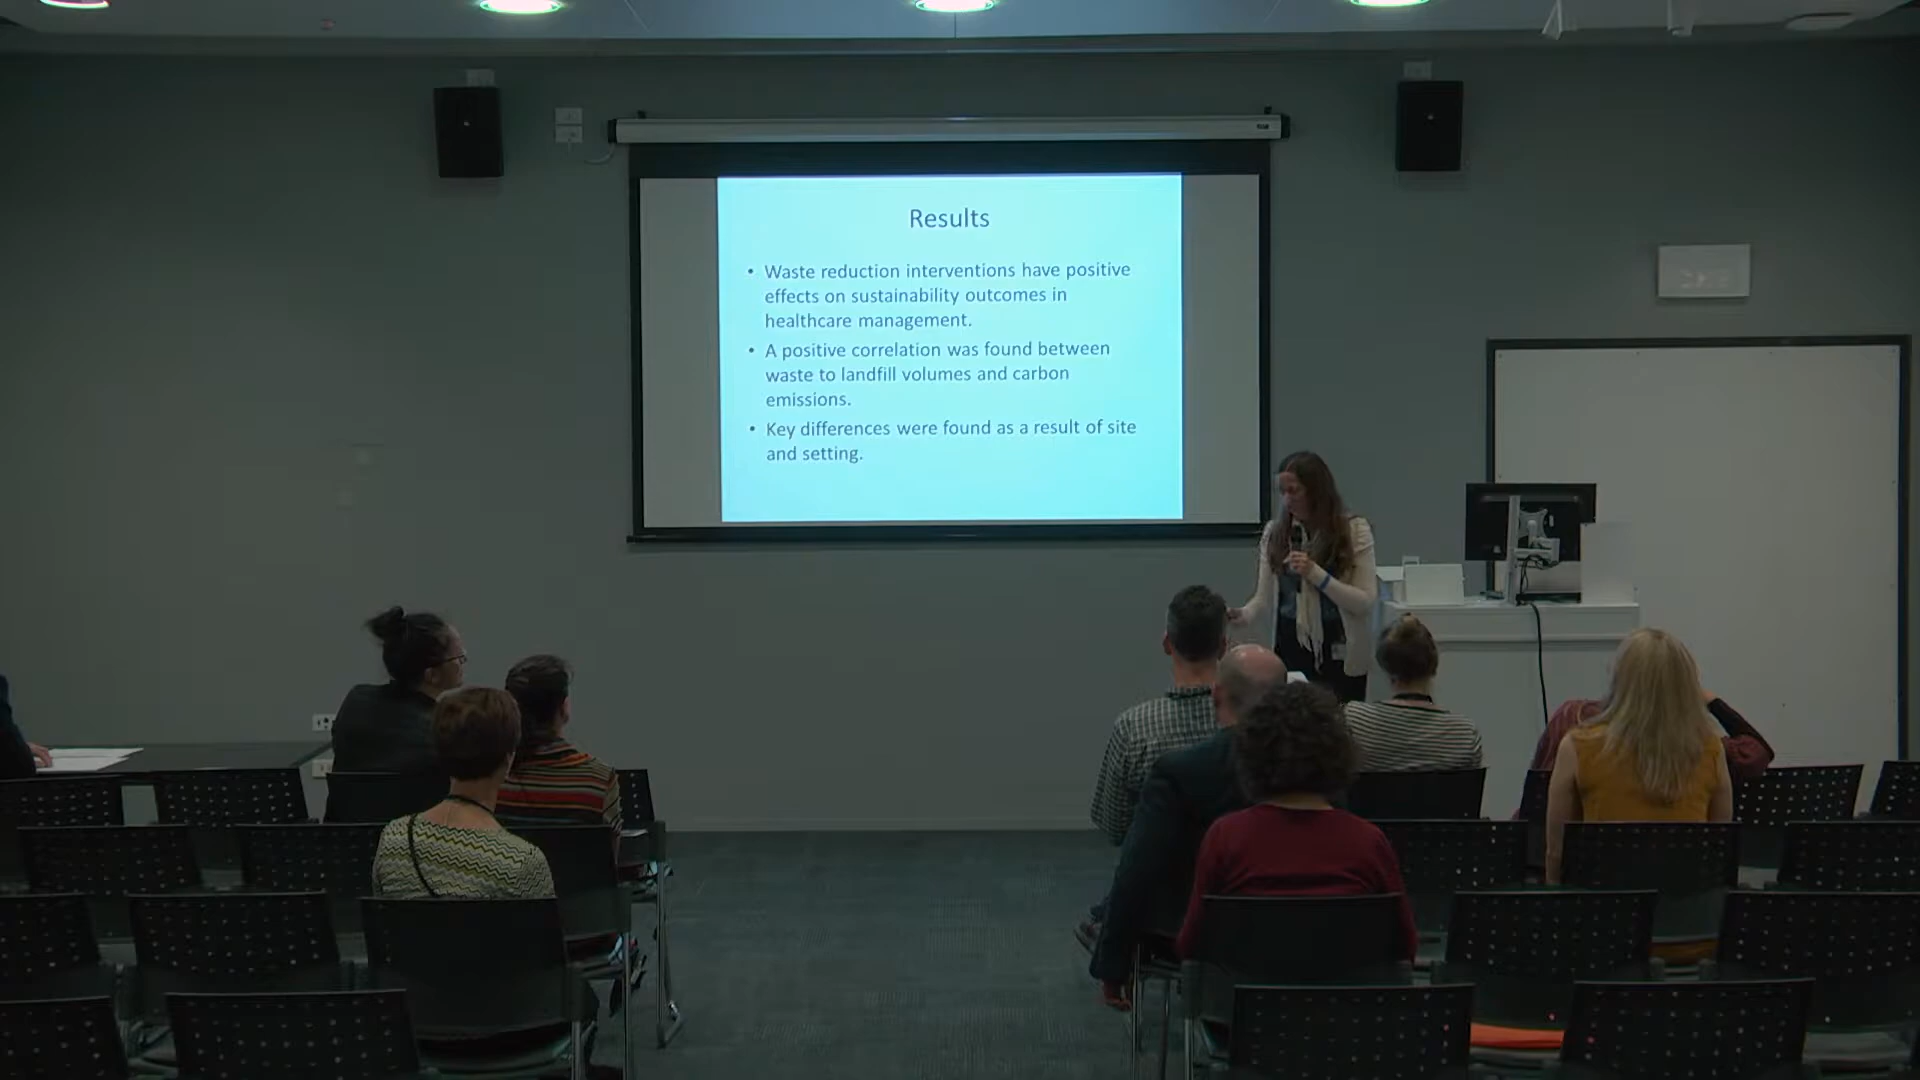 Results
• Waste reduction interventions have positive
effects on sustainability outcomes in
healthcare management.
• A positive correlation was found between
waste to landfill volumes and carbon
emissions.
• Key differences were found as a result of site
and setting.